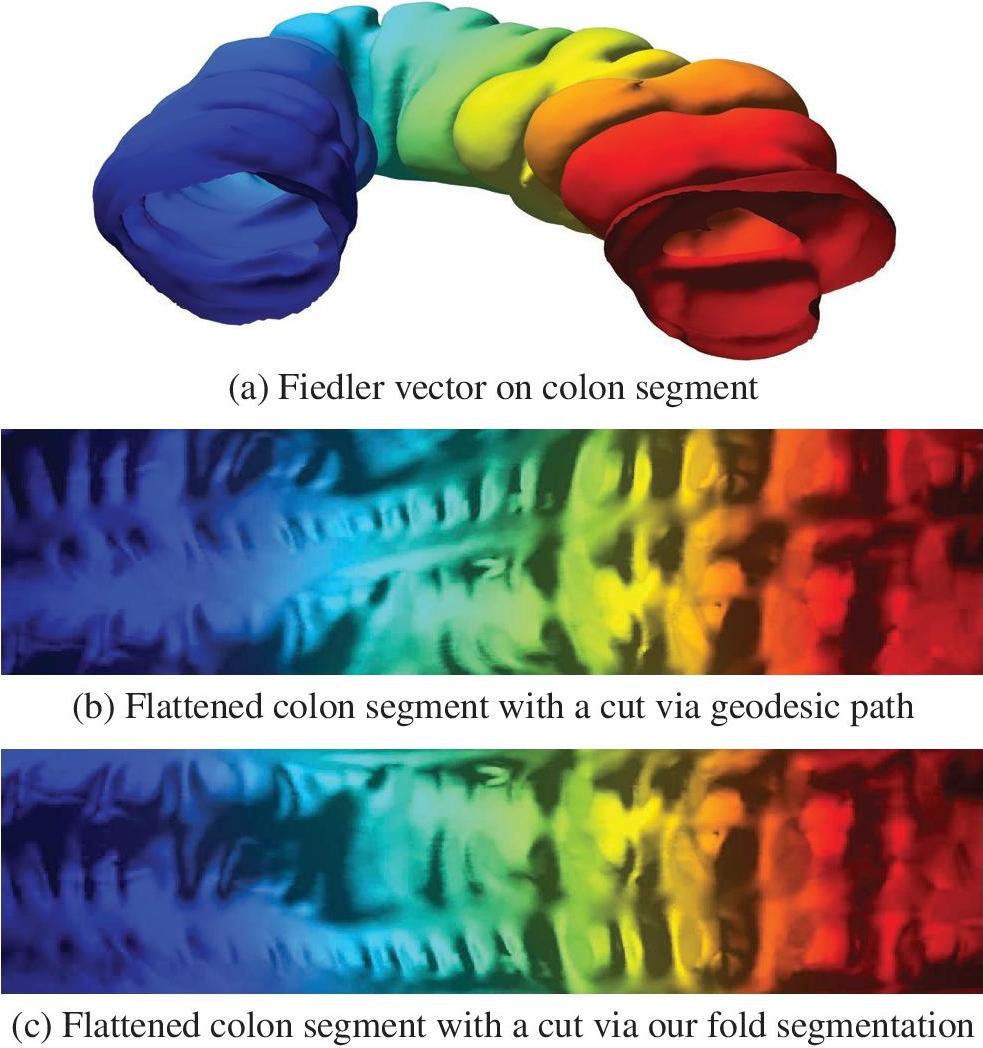 (a) Fiedler vector on colon segment
(b) Flattened colon segment with a cut via geodesic path
(c) Flattened colon segment with a cut via our fold segmentation